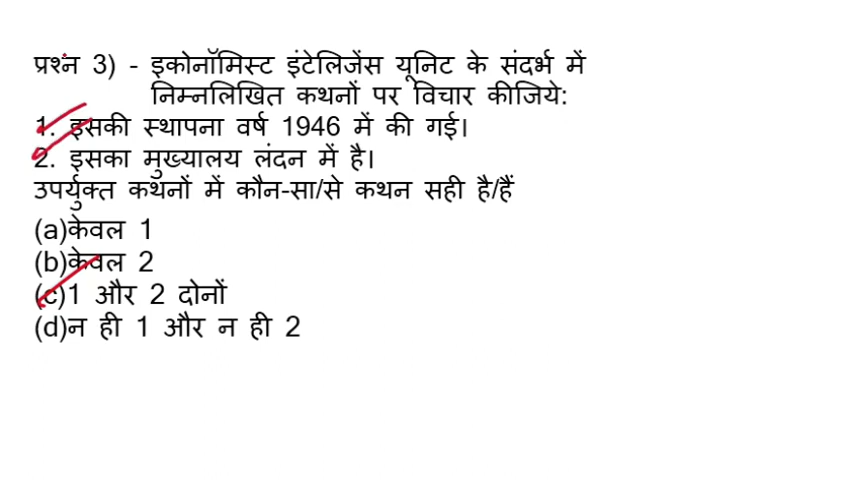 प्रश्न 3) - इकोनॉमिस्ट इंटेलिजेंस यूनिट के संदर्भ में
निम्नलिखित कथनों पर विचार कीजिये:
1. इसकी स्थापना वर्ष 1946 में की गई।
2. इसका मुख्यालय लंदन में है।
उपर्युक्त कथनों में कौन-सा/से कथन सही है/हैं
(a)केवल 1
(b)केवल 2
(c)1 और 2 दोनों
(d)न ही 1 और न ही 2